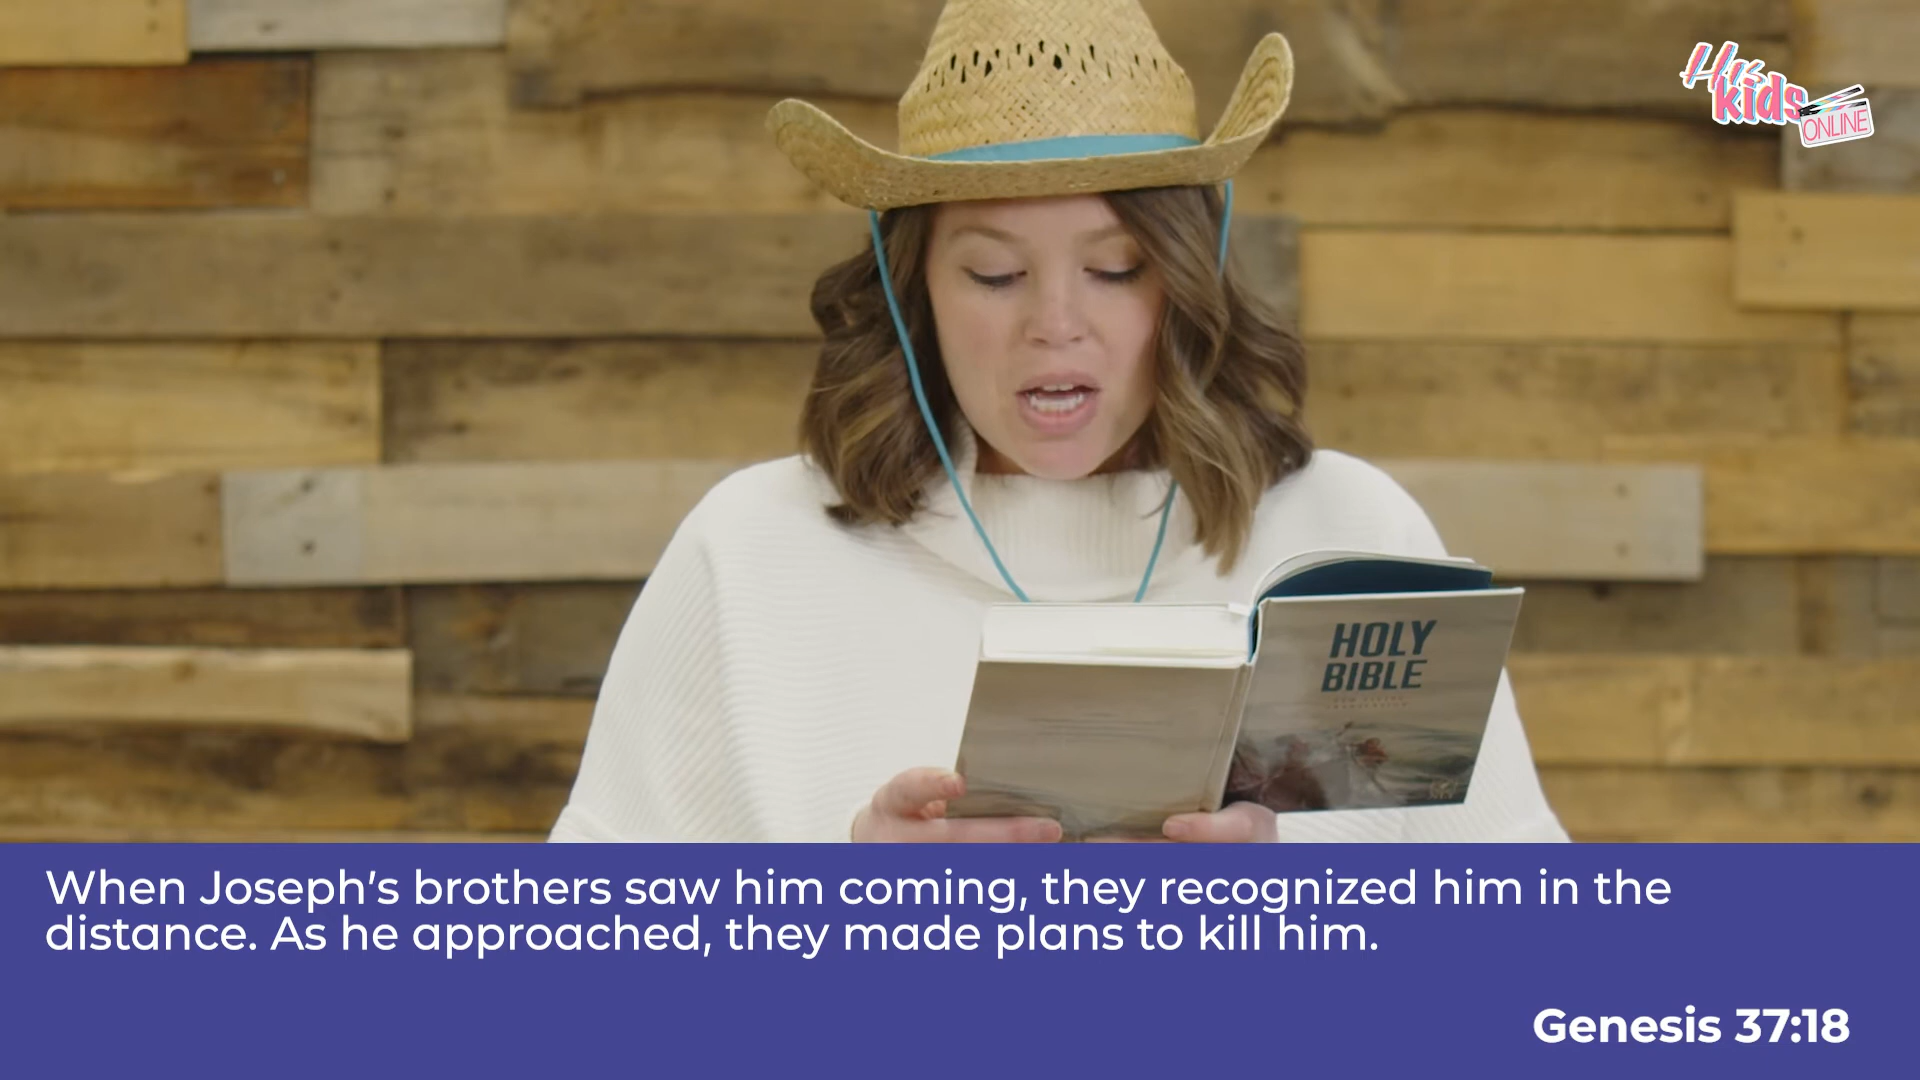 HK
kids
ONLINE
HOLY
BIBLE
When Joseph's brothers saw him coming, they recognized him in the
distance. As he approached, they made plans to kill him.
Genesis 37:18